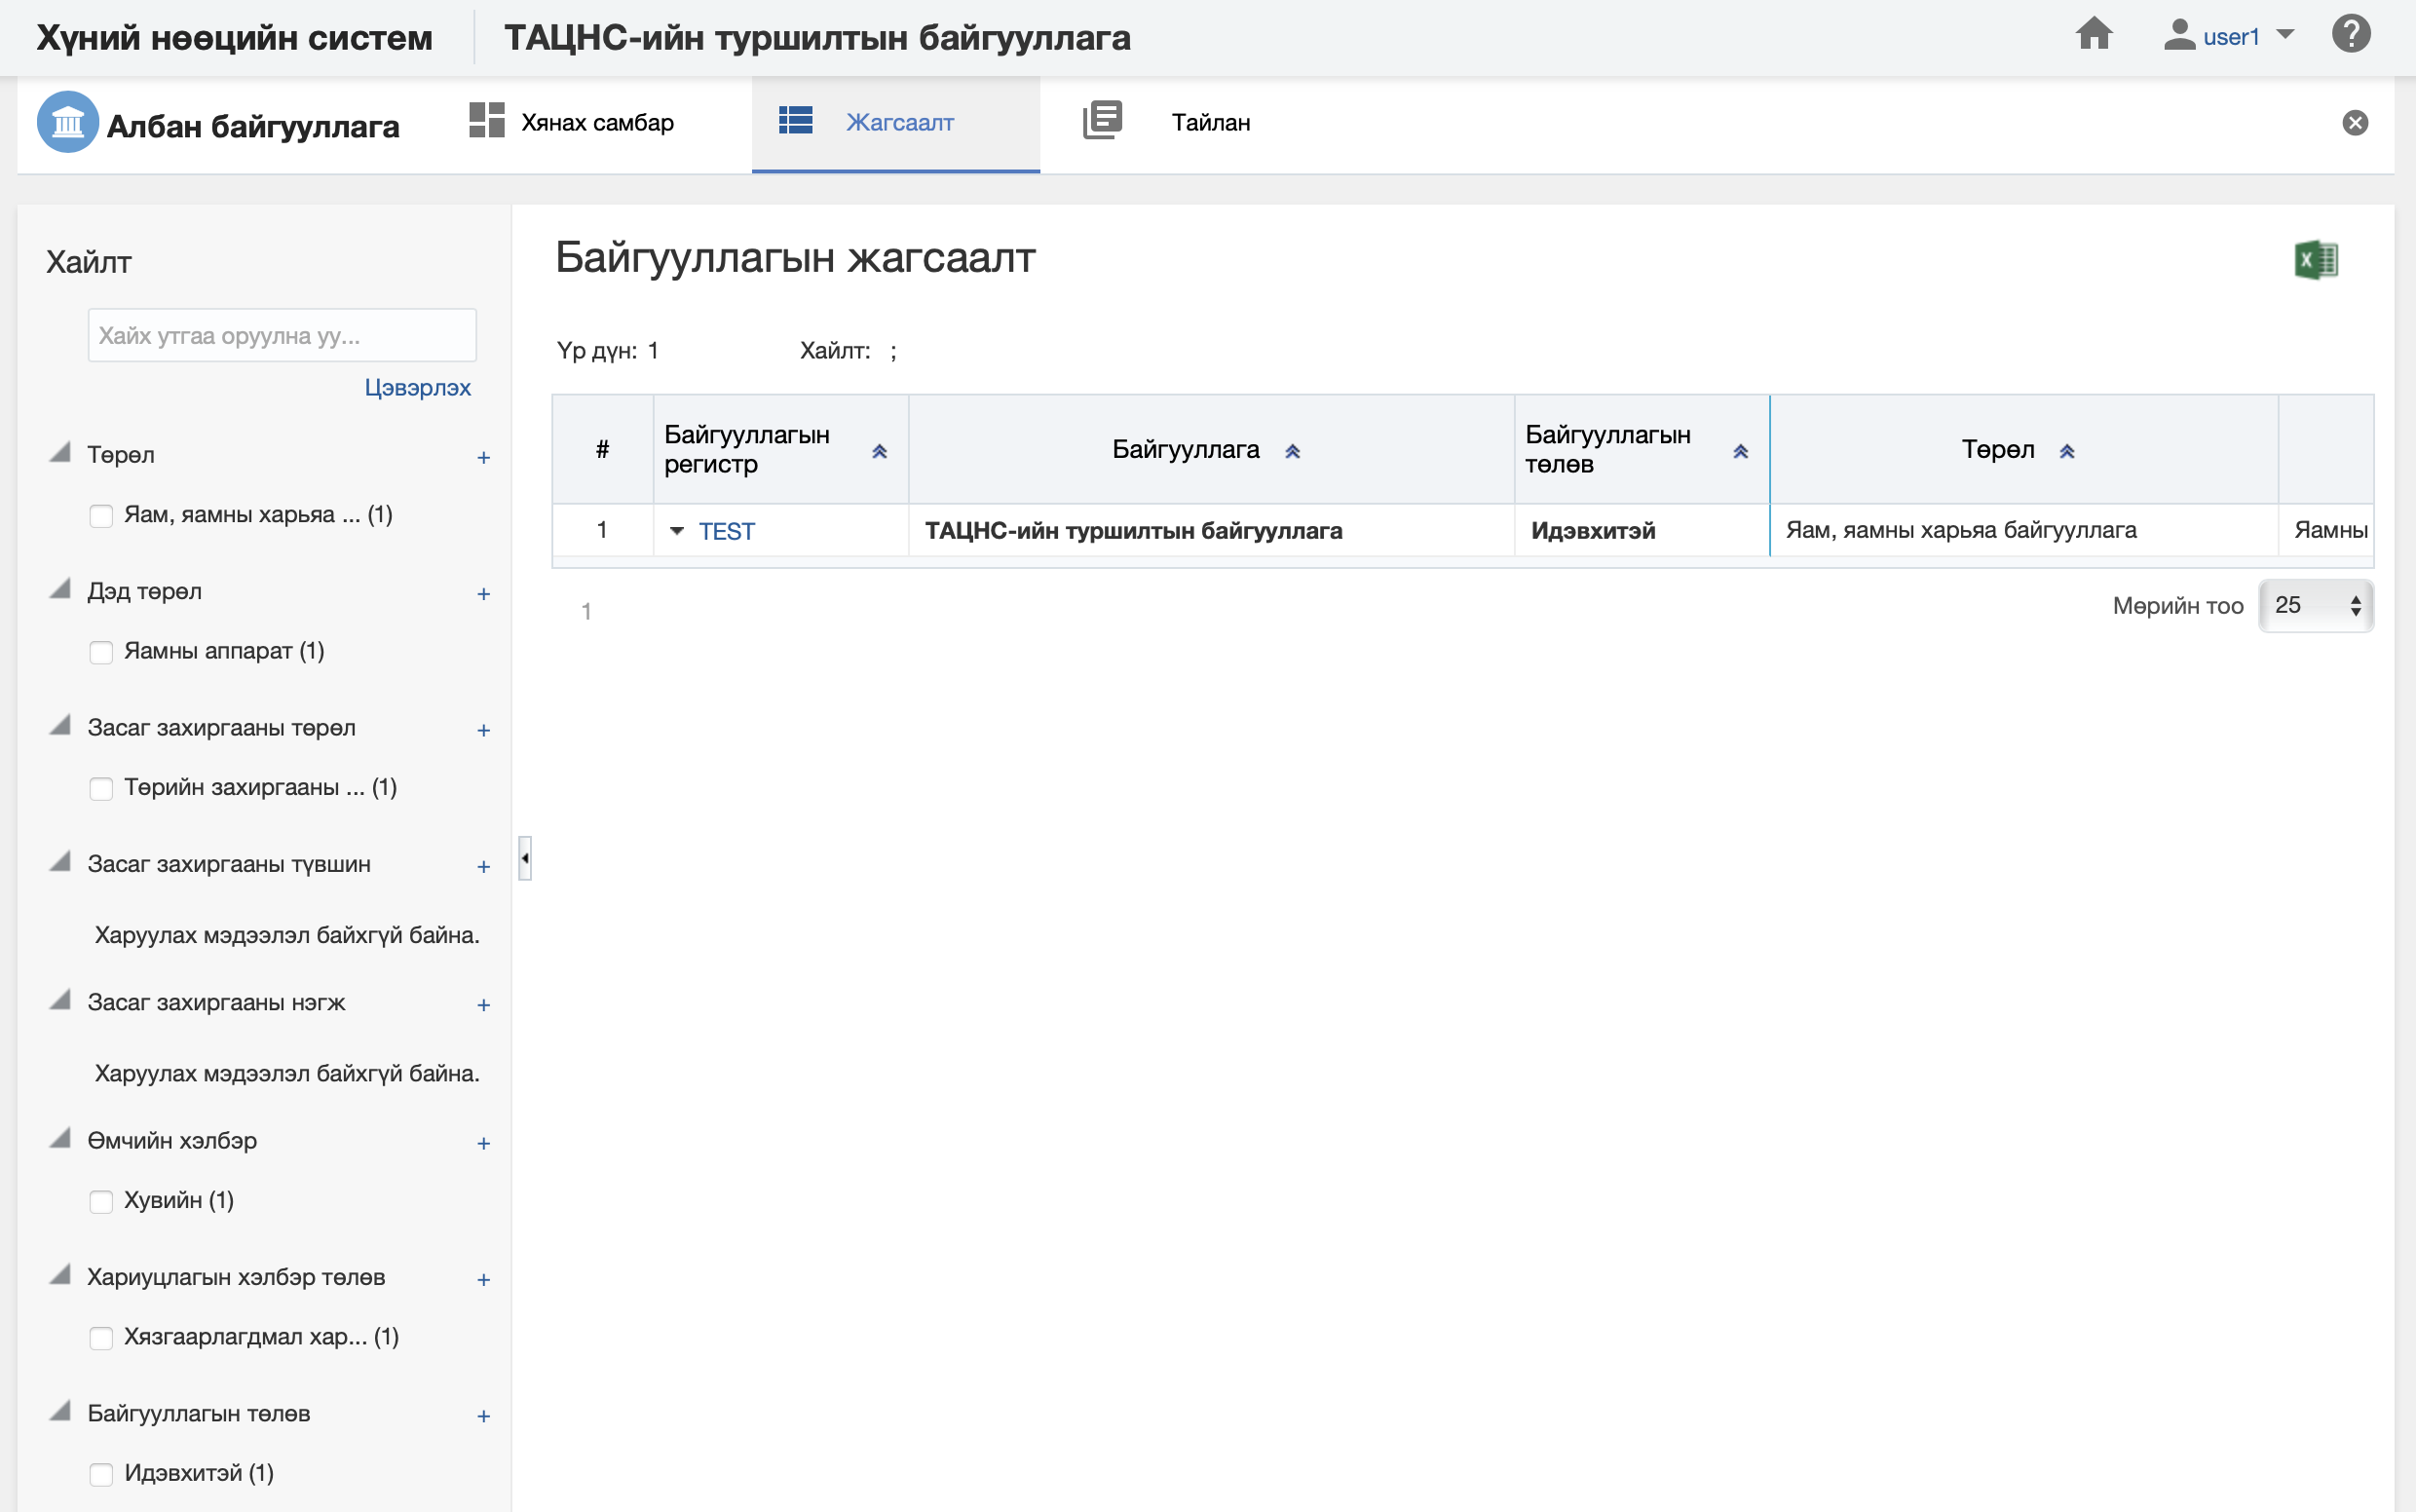 Хүний нөөцийн систем
ТАЦНС-ийн туршилтын байгууллага
user1
Албан байгууллага
Хянах самбар
Жагсаалт
Тайлан
Хайлт
Хайх утгаа оруулна уу...
Цэвэрлэх
Төрөл +
Яам, яамны харьяа ... (1)
Дэд төрөл +
Яамны аппарат (1)
Засаг захиргааны төрөл +
Төрийн захиргааны ... (1)
Засаг захиргааны түвшин +
Харуулах мэдээлэл байхгүй байна.
Засаг захиргааны нэгж +
Харуулах мэдээлэл байхгүй байна.
Өмчийн хэлбэр +
Хувийн (1)
Хариуцлагын хэлбэр төлөв +
Хязгаарлагдмал хар... (1)
Байгууллагын төлөв +
Идэвхитэй (1)
Байгууллагын жагсаалт
Үр дүн: 1 Хайлт: ;
# Байгууллагын регистр Байгууллага Байгууллагын төлөв Төрөл
1 TEST ТАЦНС-ийн туршилтын байгууллага Идэвхитэй Яам, яамны харьяа байгууллага Яамны
1
Мөрийн тоо 25